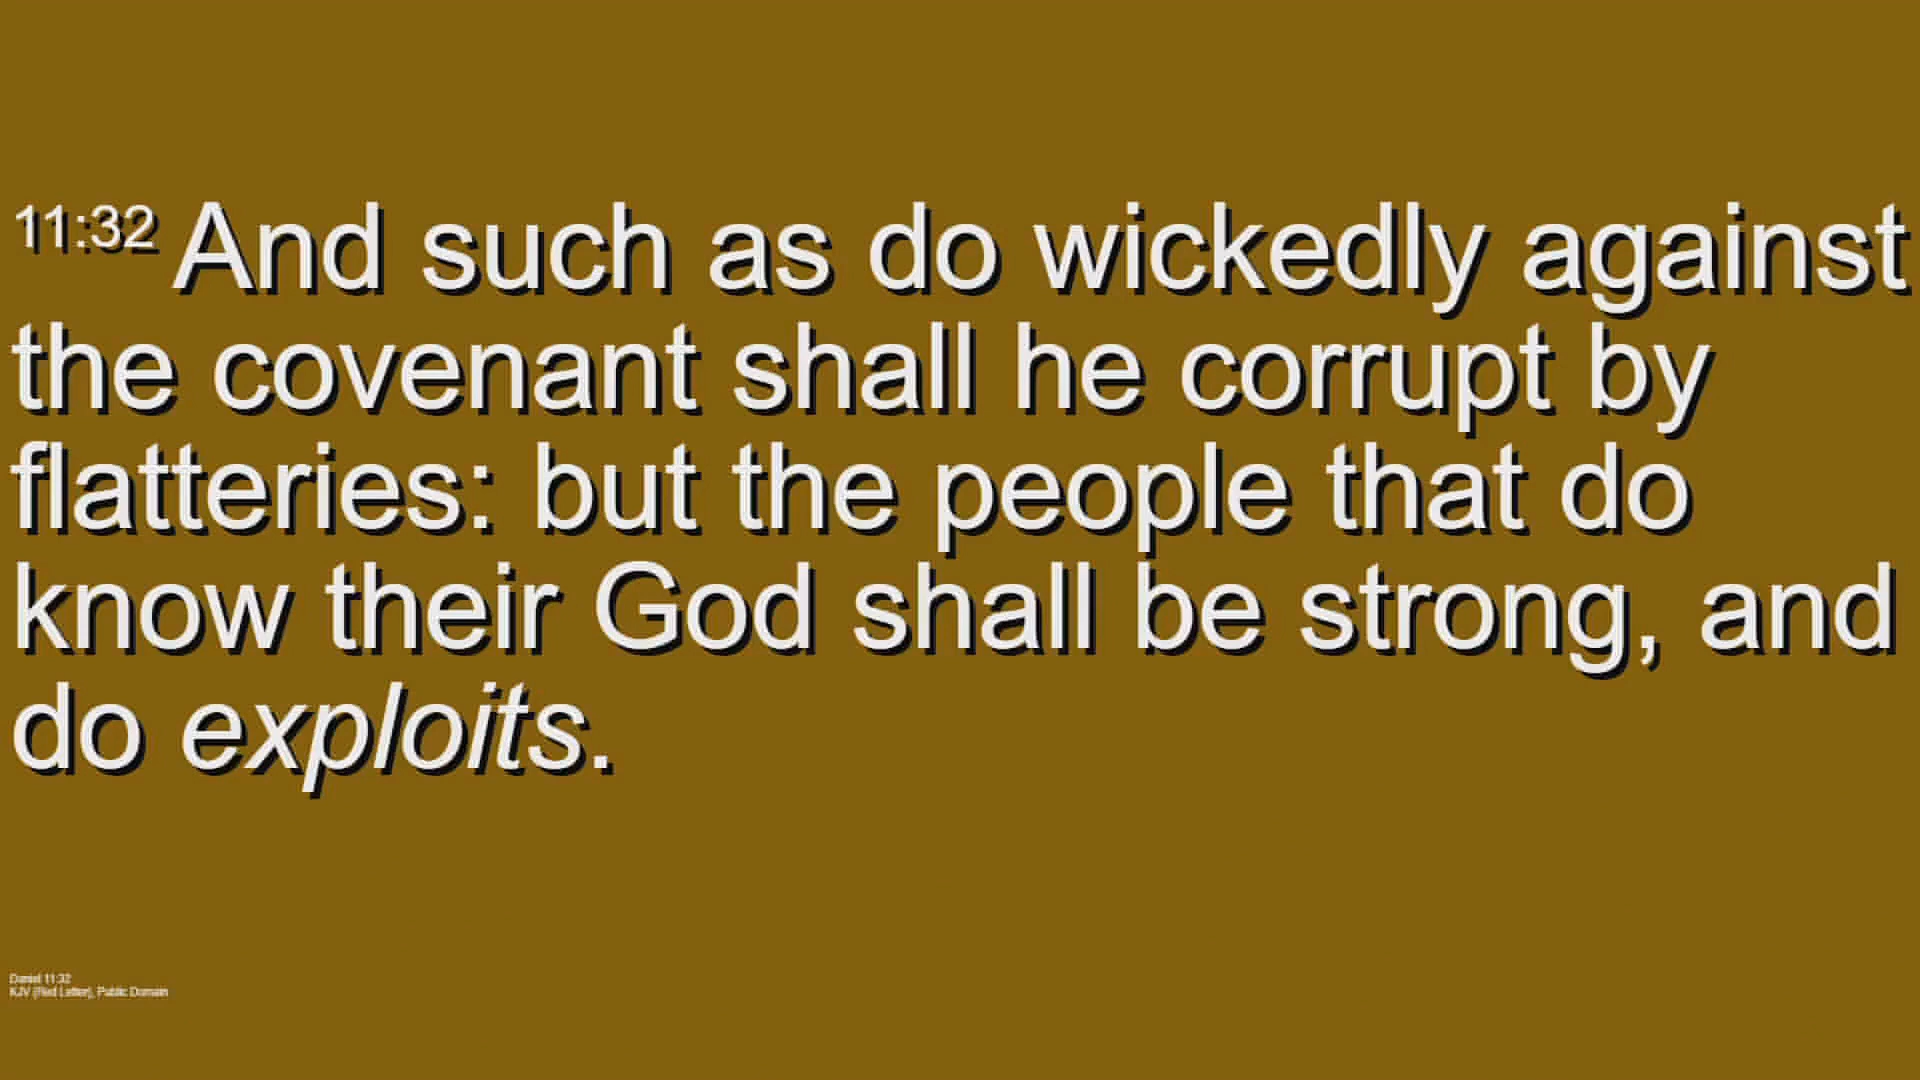 11:32 And such as do wickedly against
the covenant shall he corrupt by
flatteries: but the people that do
know their God shall be strong, and
do exploits.
Daniel 11:32
KJV (Red Letter), Public Domain